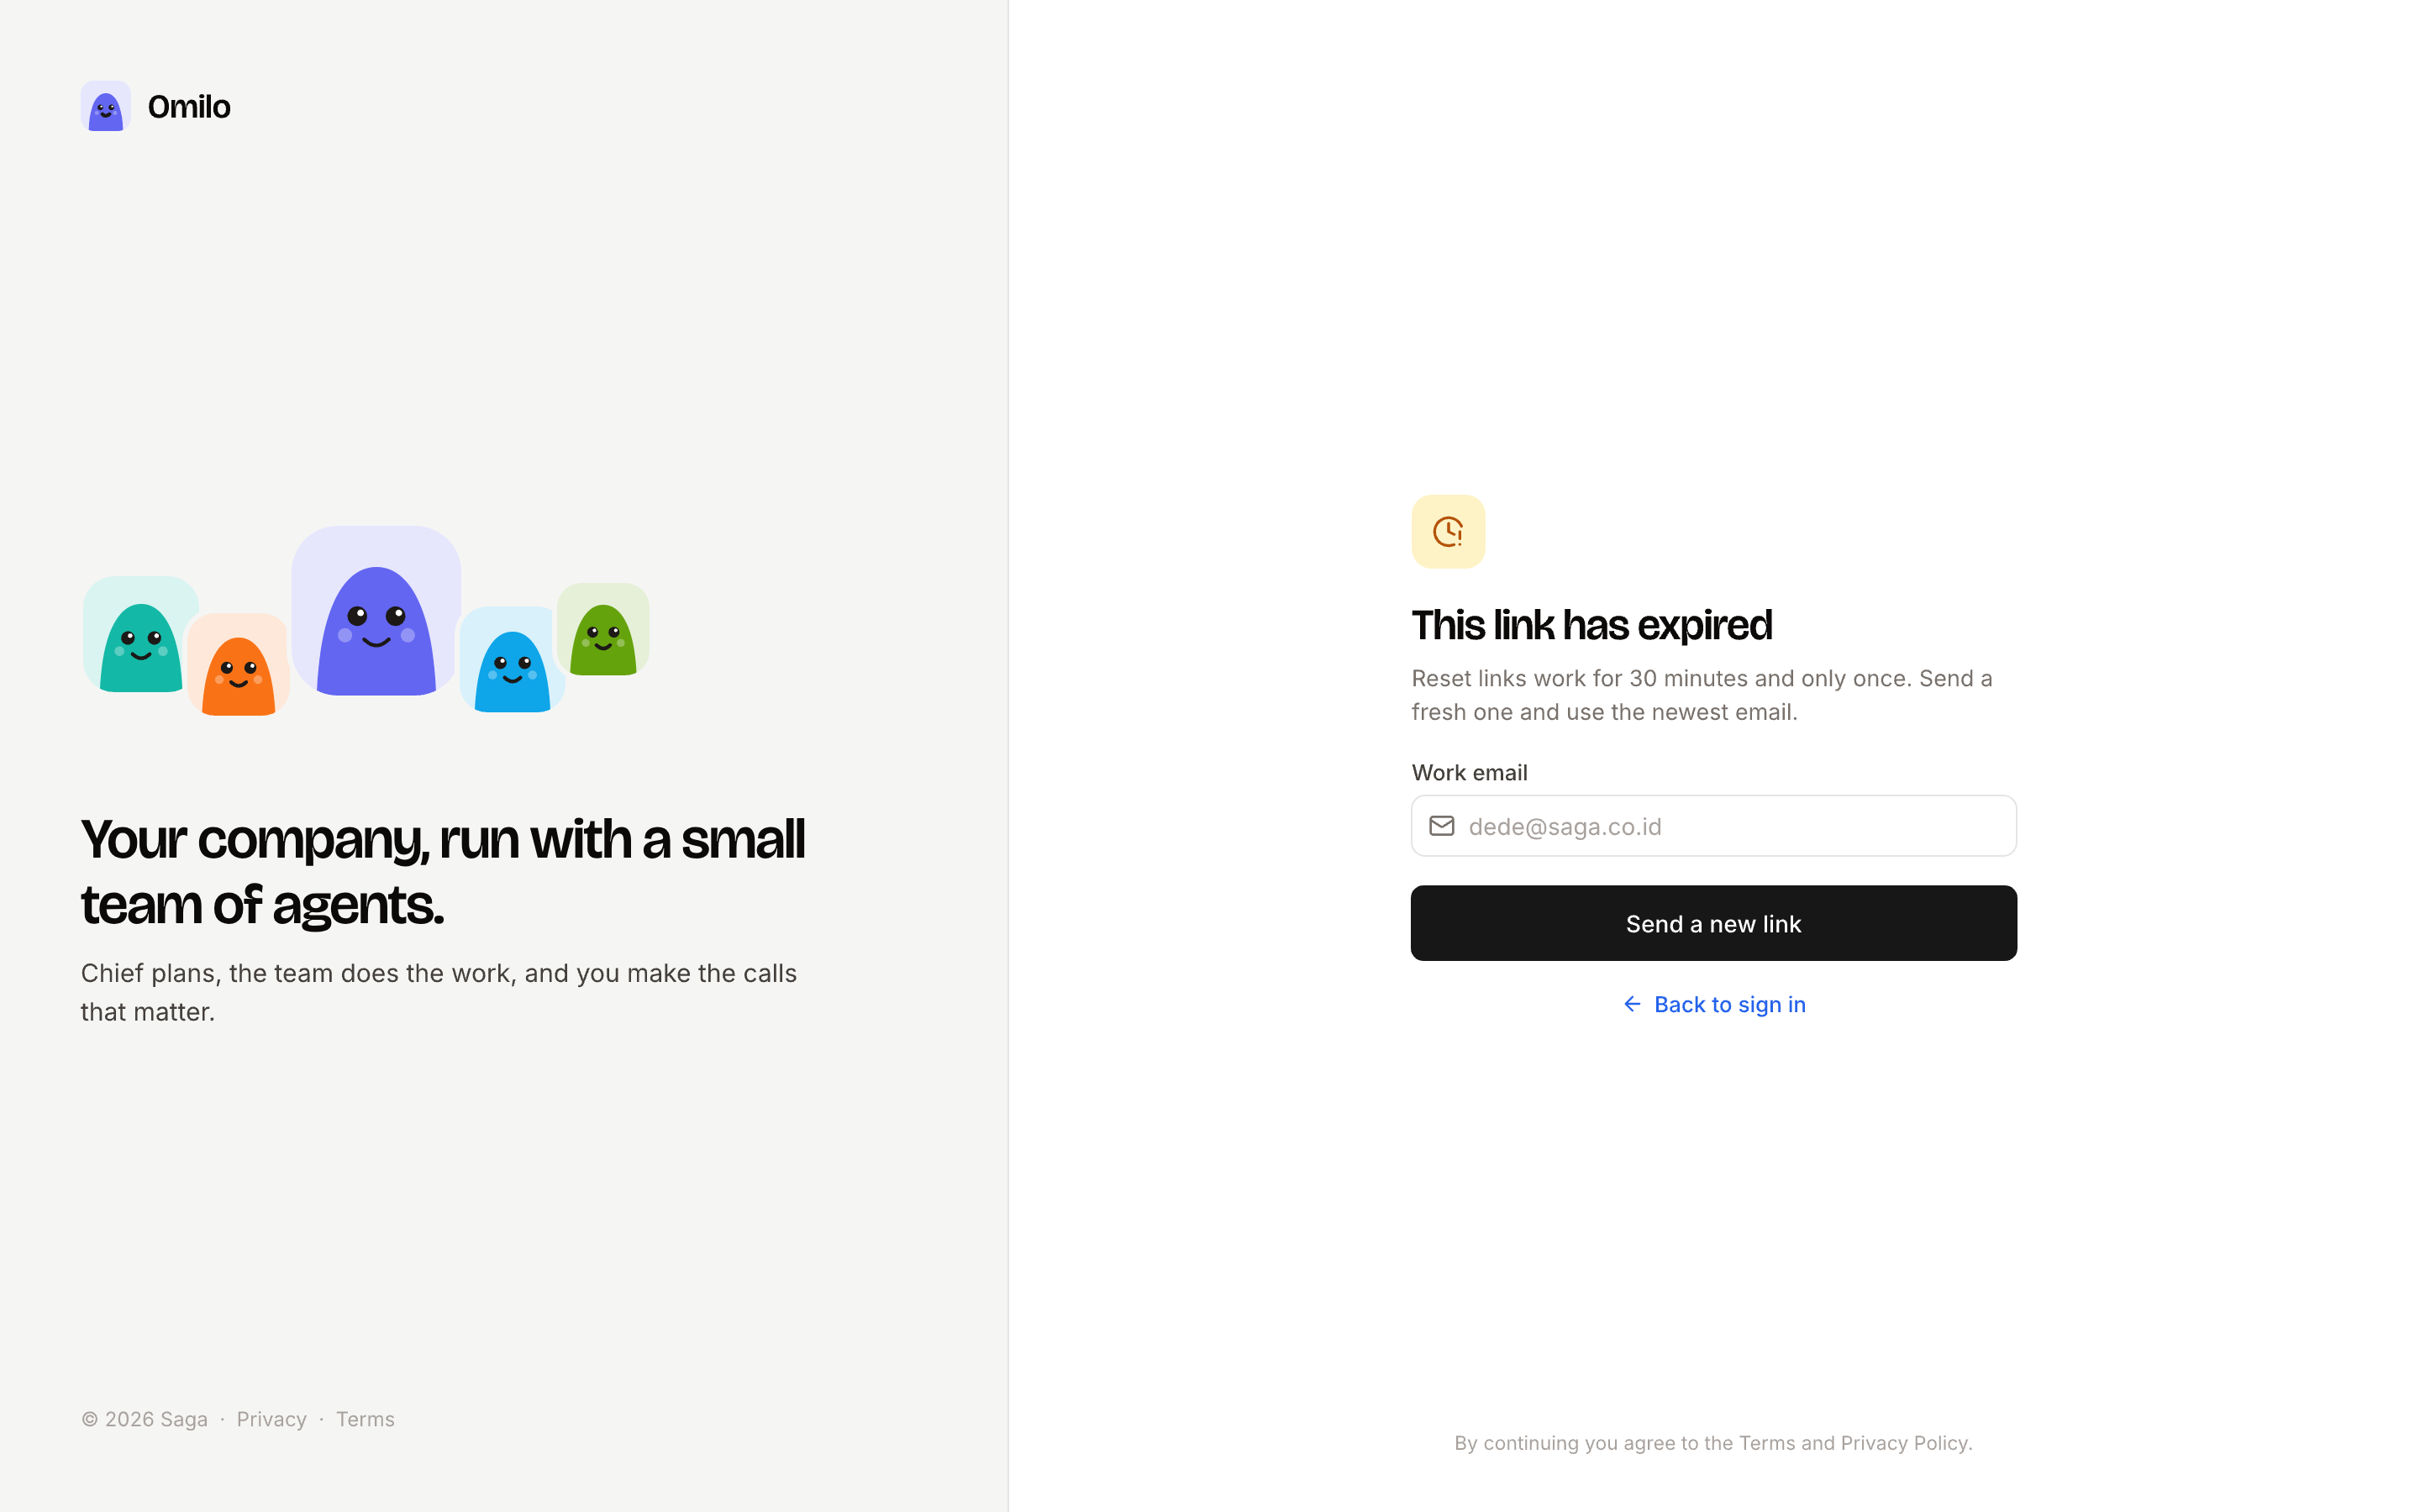 Omilo
Your company, run with a small
team of agents.
Chief plans, the team does the work, and you make the calls
that matter.
© 2026 Saga · Privacy · Terms
This link has expired
Reset links work for 30 minutes and only once. Send a
fresh one and use the newest email.
Work email
dede@saga.co.id
Send a new link
← Back to sign in
By continuing you agree to the Terms and Privacy Policy.